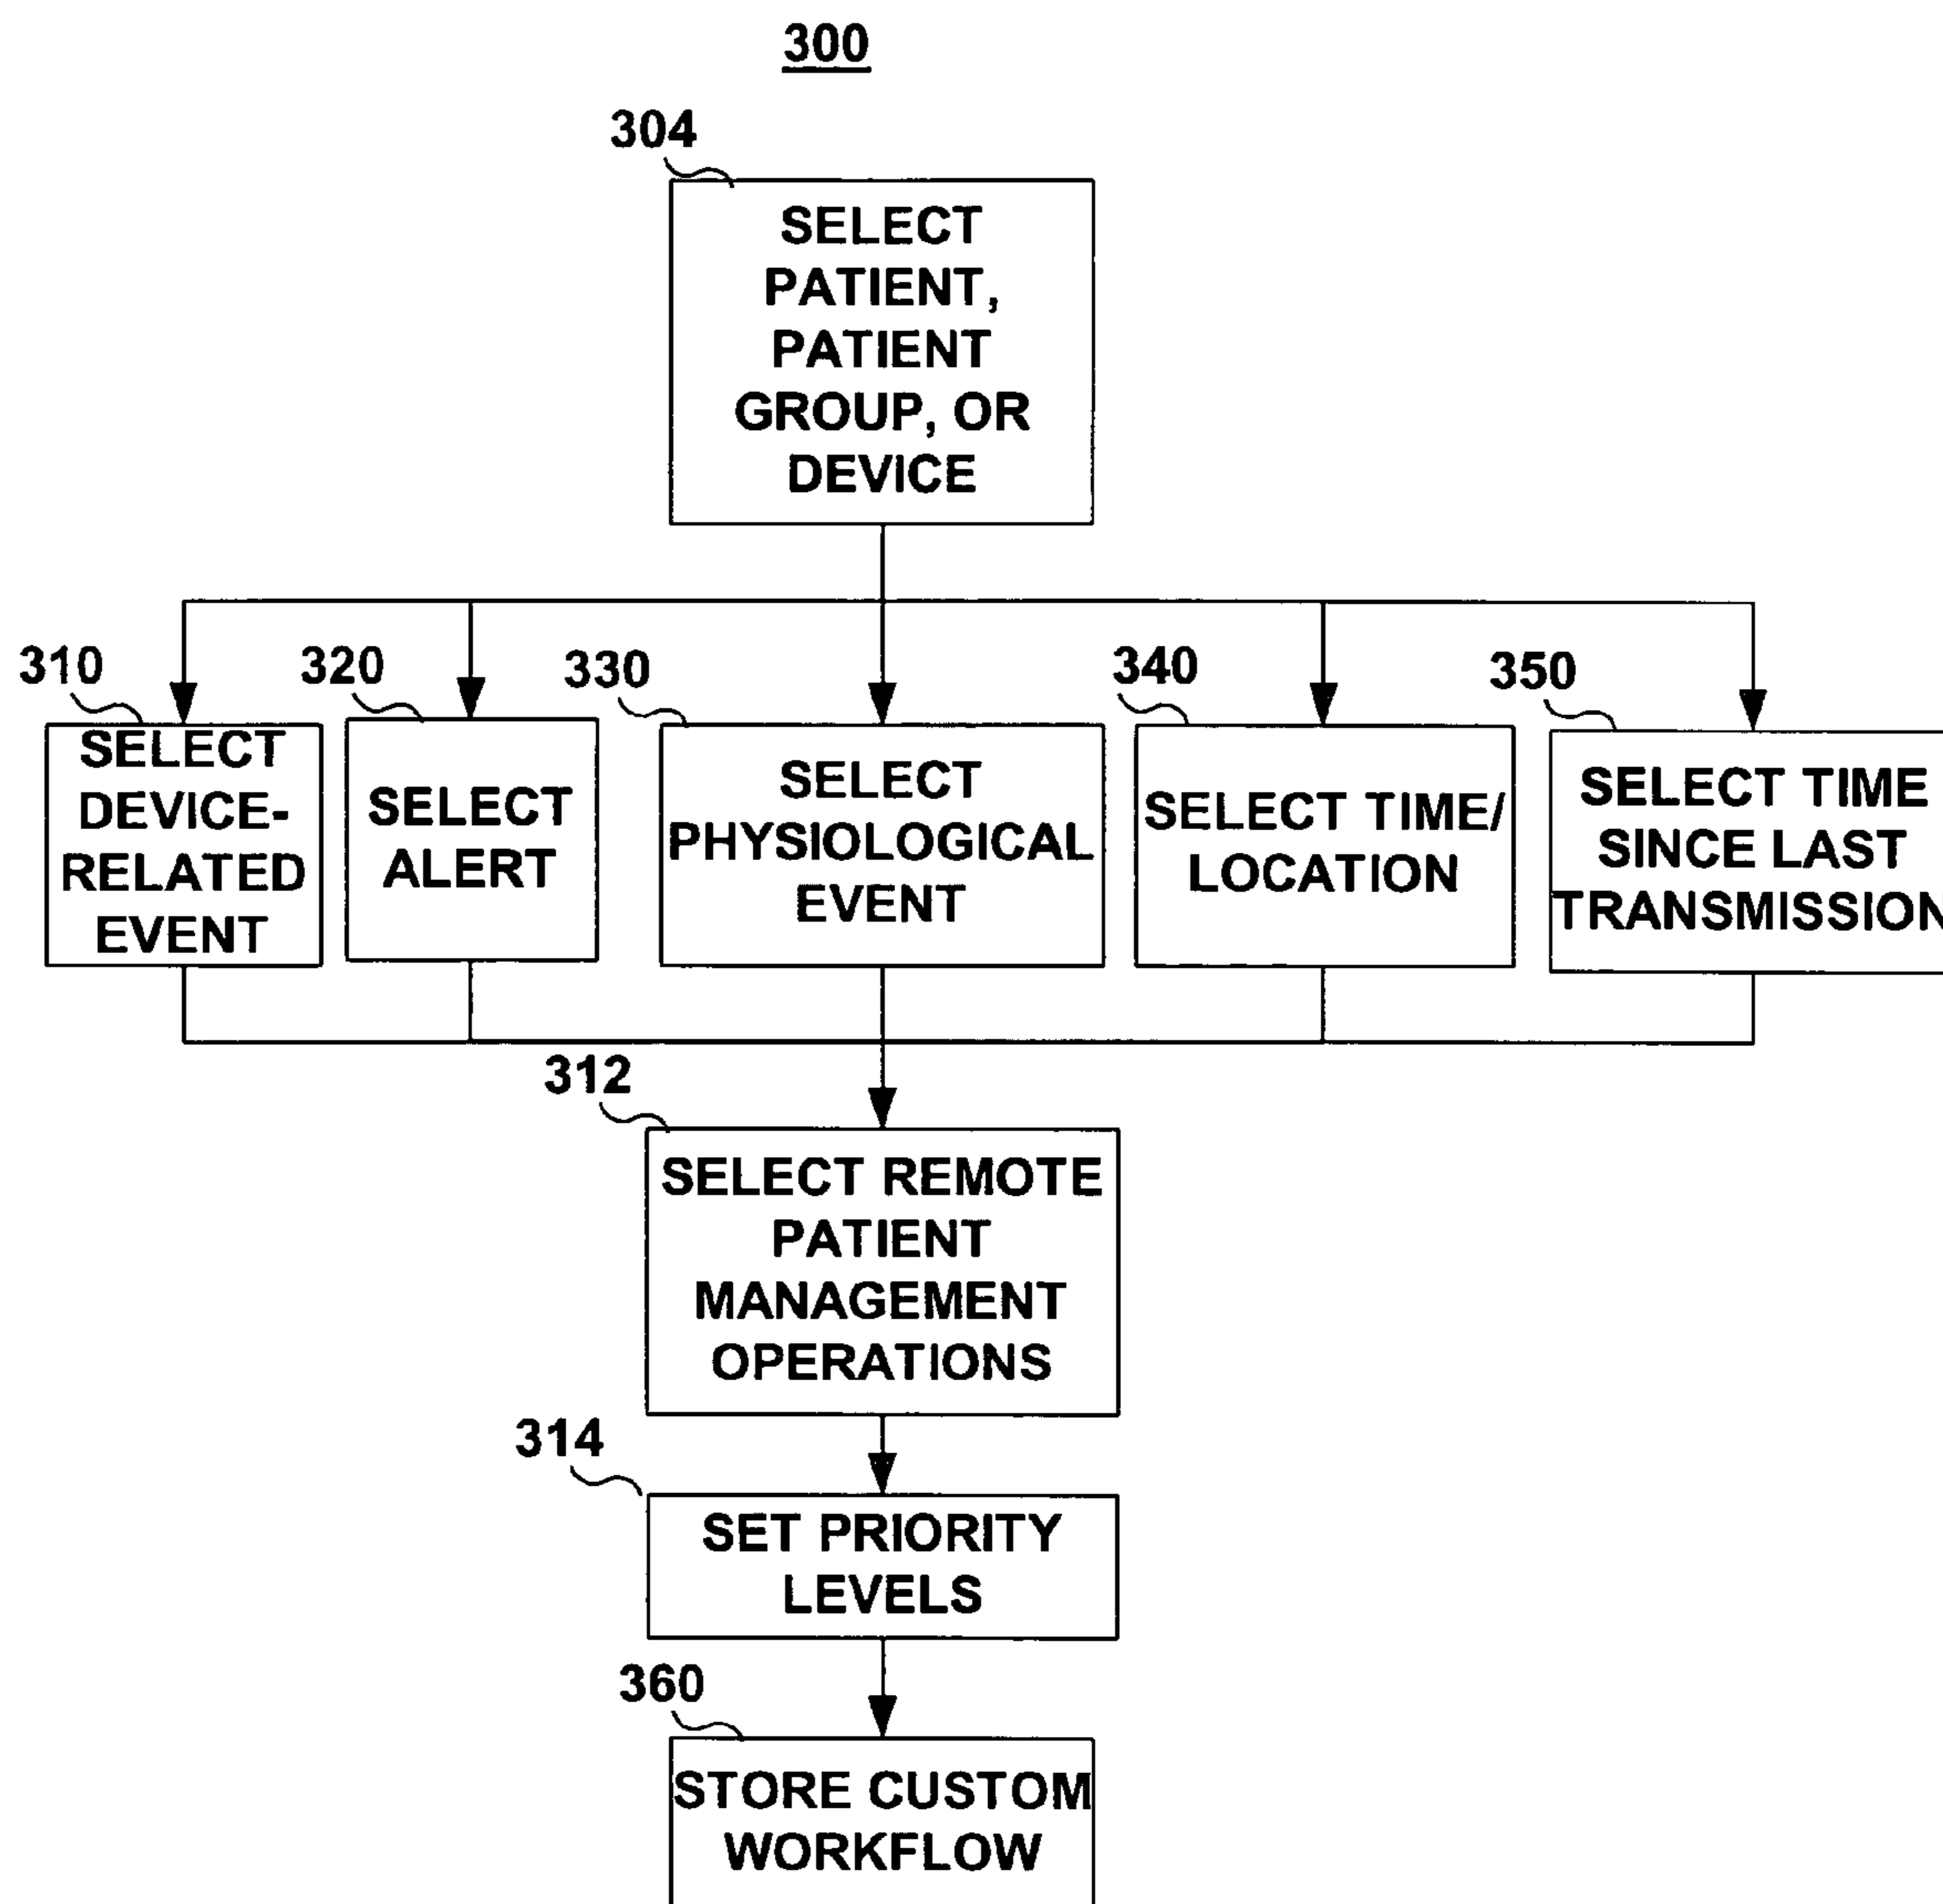 300
304
SELECT
PATIENT,
PATIENT
GROUP, OR
DEVICE
310
SELECT
DEVICE-
RELATED
EVENT
320
SELECT
ALERT
330
SELECT
PHYSIOLOGICAL
EVENT
340
SELECT TIME/
LOCATION
350
SELECT TIME
SINCE LAST
TRANSMISSION
312
SELECT REMOTE
PATIENT
MANAGEMENT
OPERATIONS
314
SET PRIORITY
LEVELS
360
STORE CUSTOM
WORKFLOW